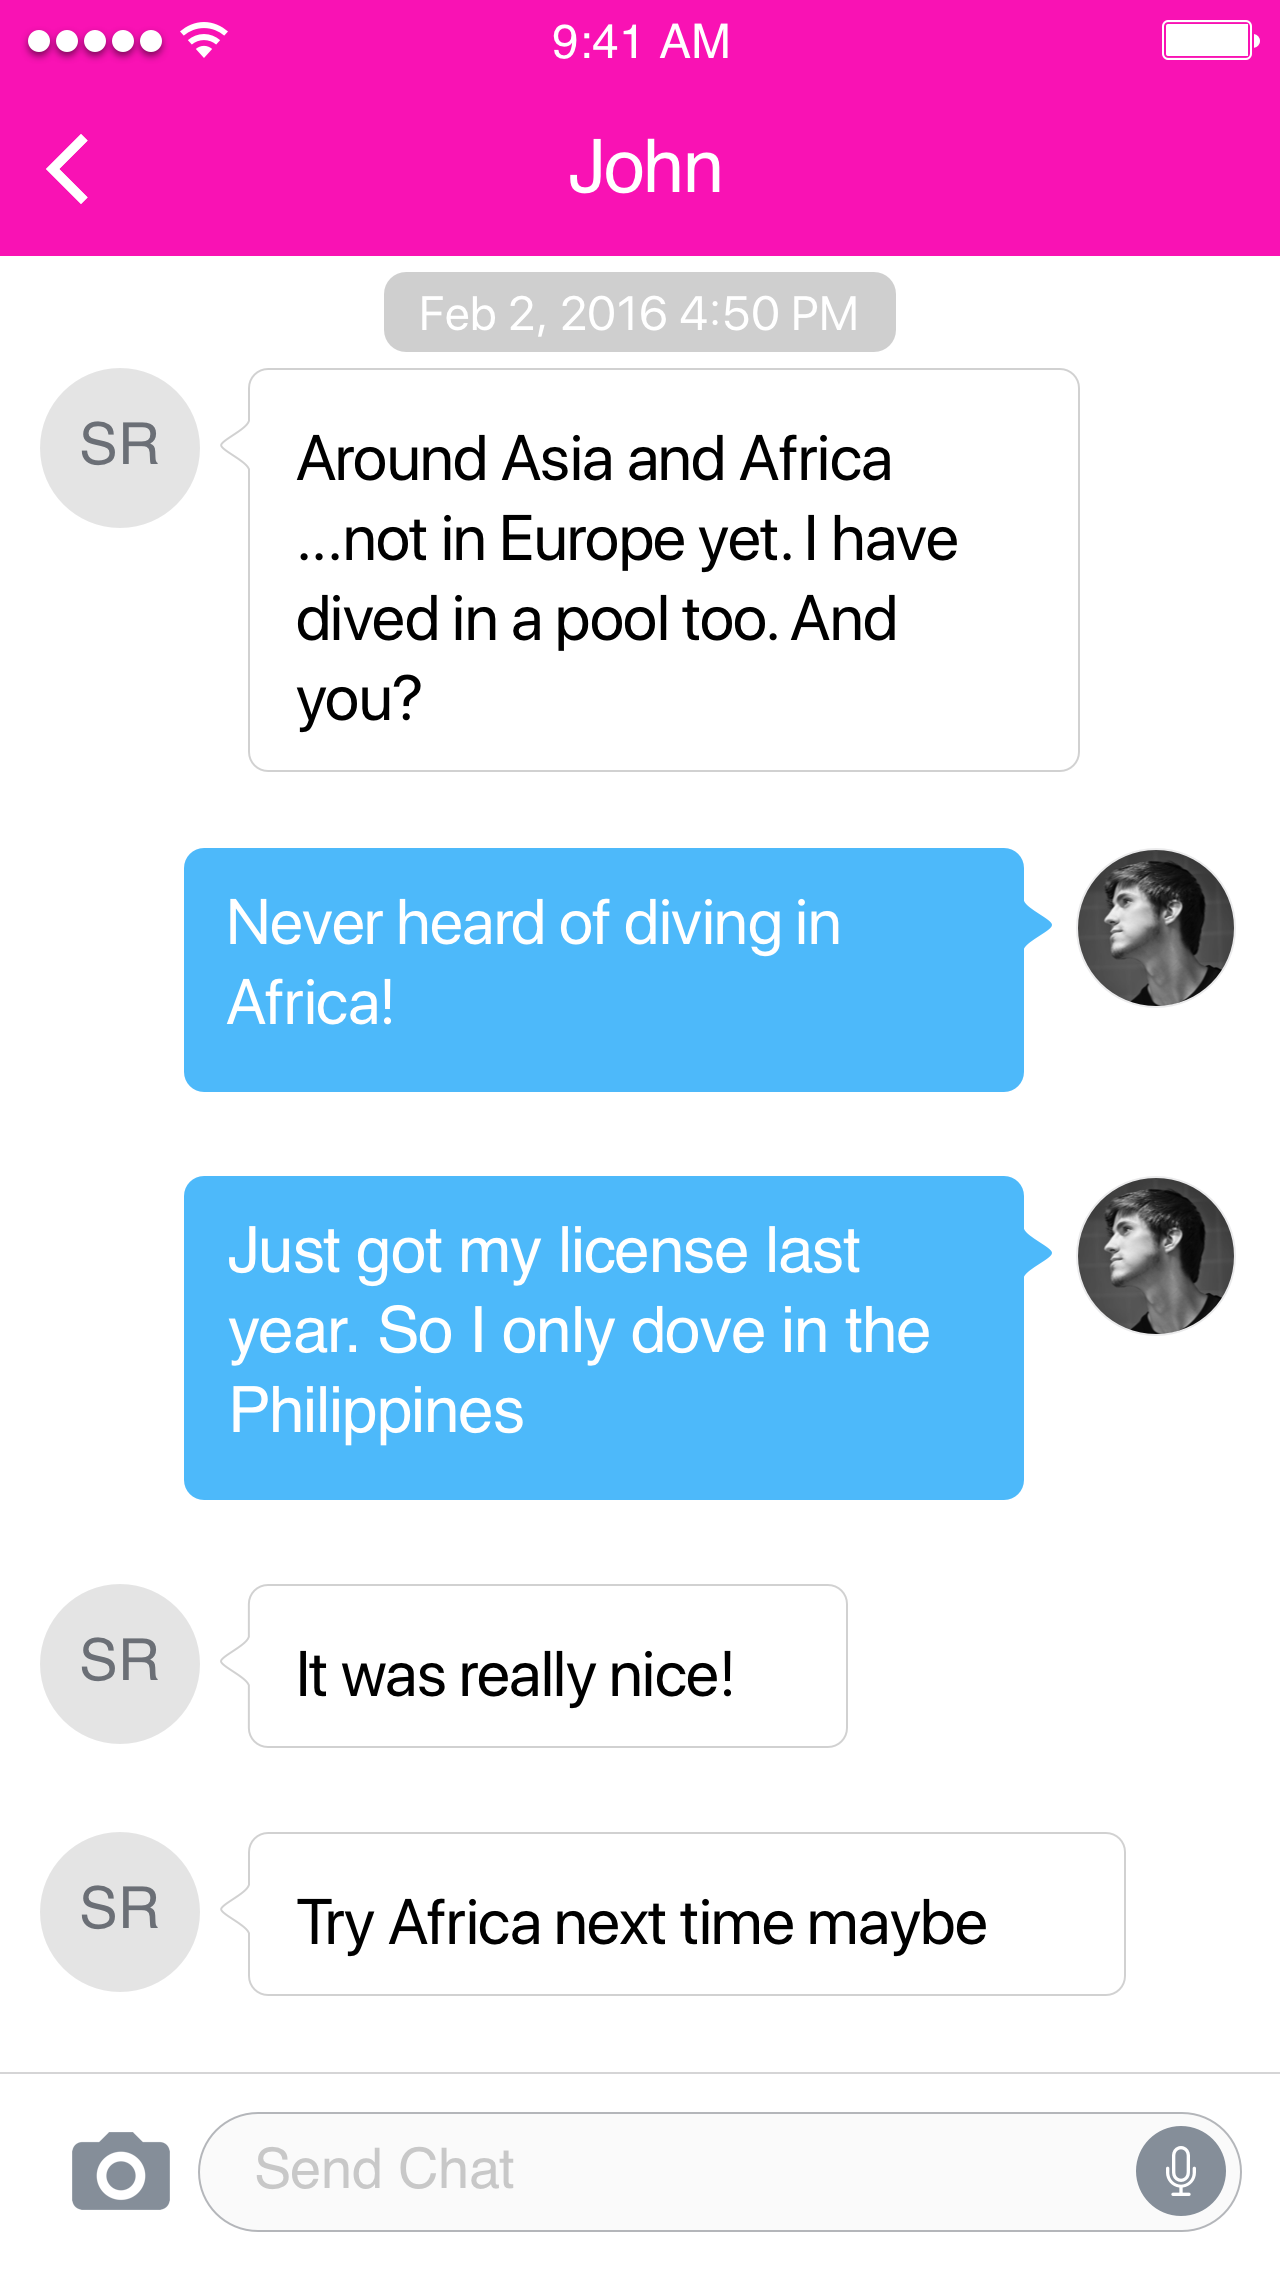 9:41 AM
John
Feb 2, 2016 4:50 PM
SR
Around Asia and Africa
...not in Europe yet. I have
dived in a pool too. And
you?
Never heard of diving in
Africa!
Just got my license last
year. So I only dove in the
Philippines
SR
It was really nice!
SR
Try Africa next time maybe
Send Chat